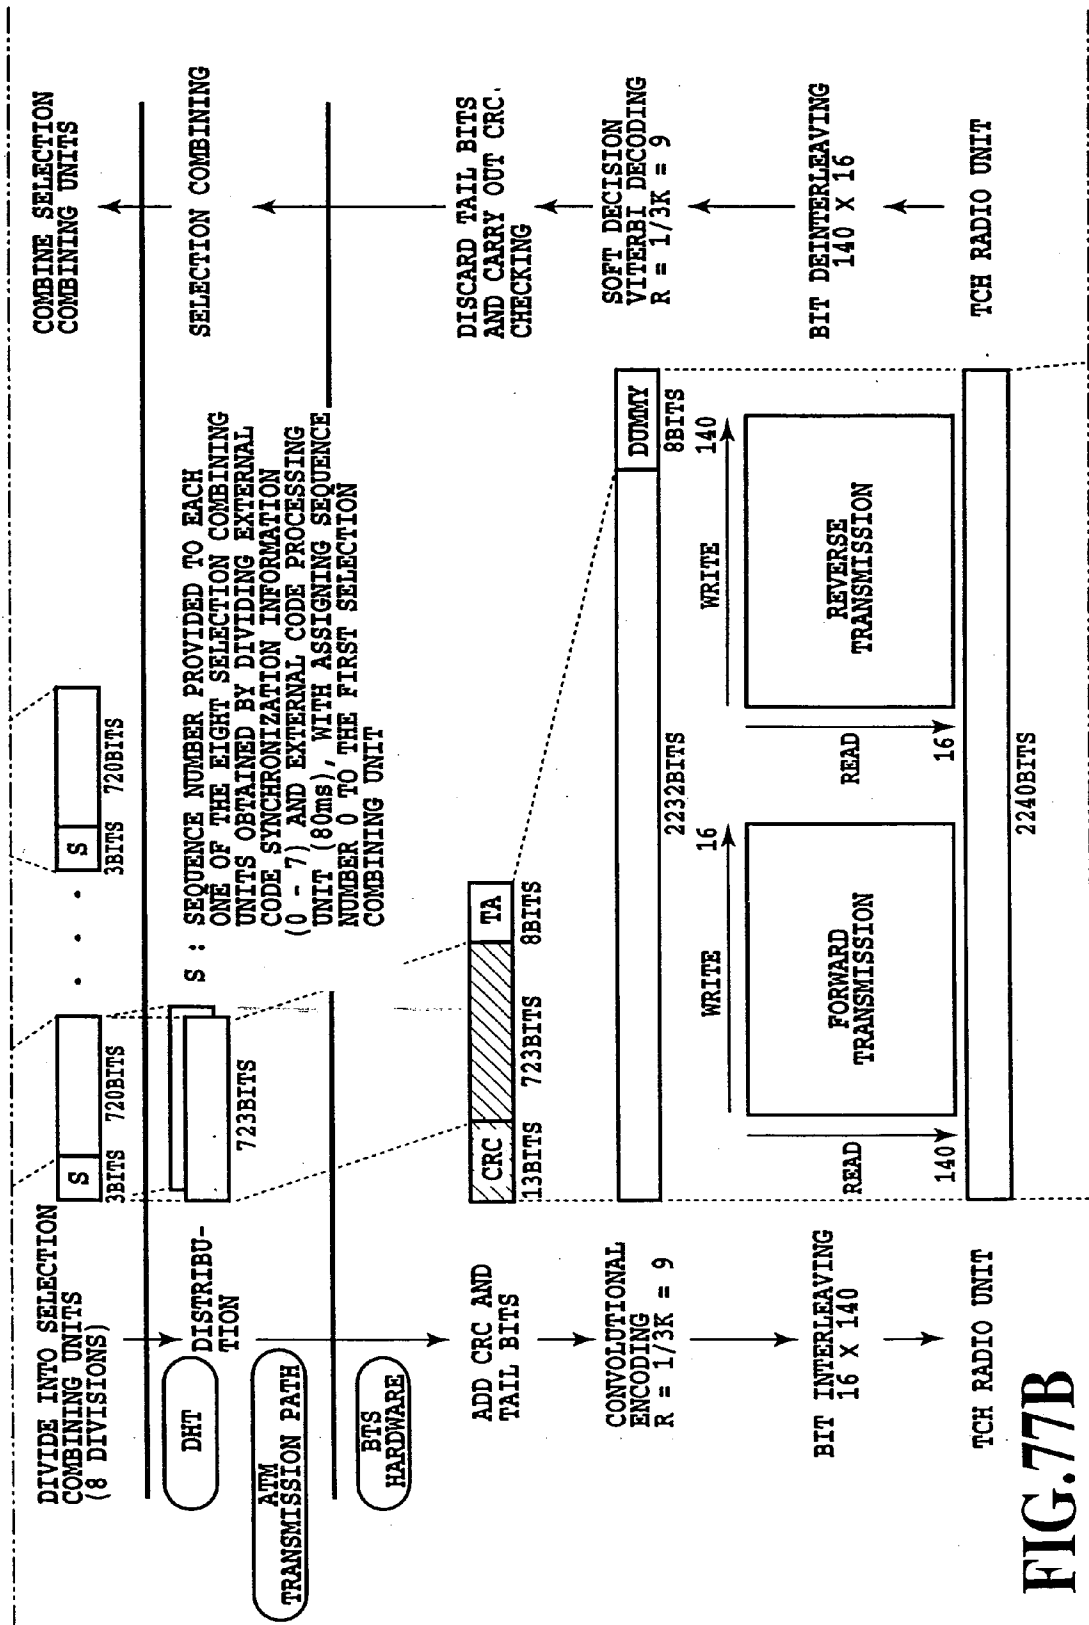 DIVIDE INTO SELECTION
COMBINING UNITS
(8 DIVISIONS)
S
3BITS
720BITS
. . .
S
3BITS
720BITS
COMBINE SELECTION
COMBINING UNITS
DHT
DISTRIBU-
TION
723BITS
S : SEQUENCE NUMBER PROVIDED TO EACH
ONE OF THE EIGHT SELECTION COMBINING
UNITS OBTAINED BY DIVIDING EXTERNAL
CODE SYNCHRONIZATION INFORMATION
(0 - 7) AND EXTERNAL CODE PROCESSING
UNIT (80ms), WITH ASSIGNING SEQUENCE
NUMBER 0 TO THE FIRST SELECTION
COMBINING UNIT
SELECTION COMBINING
ATM
TRANSMISSION PATH
BTS
HARDWARE
ADD CRC AND
TAIL BITS
CRC
TA
13BITS
723BITS
8BITS
DISCARD TAIL BITS
AND CARRY OUT CRC
CHECKING
CONVOLUTIONAL
ENCODING
R = 1/3K = 9
DUMMY
2232BITS
8BITS
SOFT DECISION
VITERBI DECODING
R = 1/3K = 9
BIT INTERLEAVING
16 X 140
WRITE
16
READ
140
FORWARD
TRANSMISSION
WRITE
140
READ
16
REVERSE
TRANSMISSION
BIT DEINTERLEAVING
140 X 16
TCH RADIO UNIT
2240BITS
TCH RADIO UNIT
FIG.77B